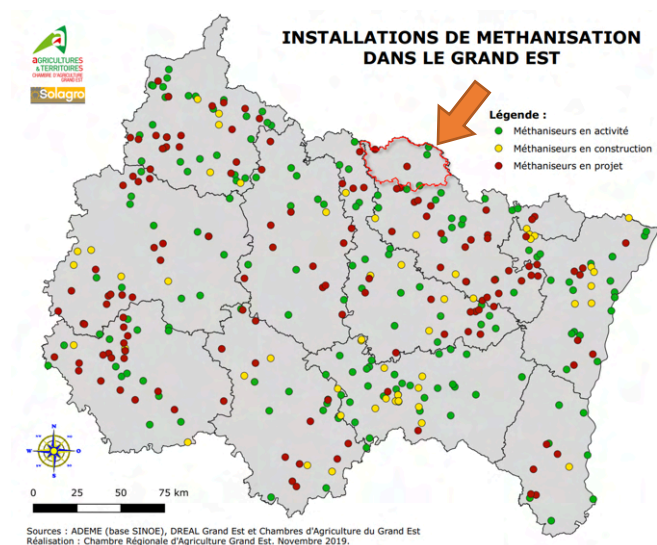 INSTALLATIONS DE METHANISATION
DANS LE GRAND EST
AGRICULTURES
& TERRITOIRES
CHAMBRE D'AGRICULTURE
GRAND EST
Solagro
Légende :
Méthaniseurs en activité
Méthaniseurs en construction
Méthaniseurs en projet
N
W
O
S
0 25 50 75 km
Sources : ADEME (base SINOE), DREAL Grand Est et Chambres d'Agriculture du Grand Est
Réalisation : Chambre Régionale d'Agriculture Grand Est. Novembre 2019.